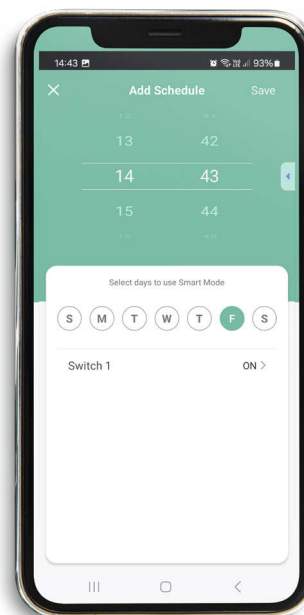 14:43 93%
Add Schedule Save
13 42
14 43
15 44
Select days to use Smart Mode
S M T W T F S
Switch 1 ON >